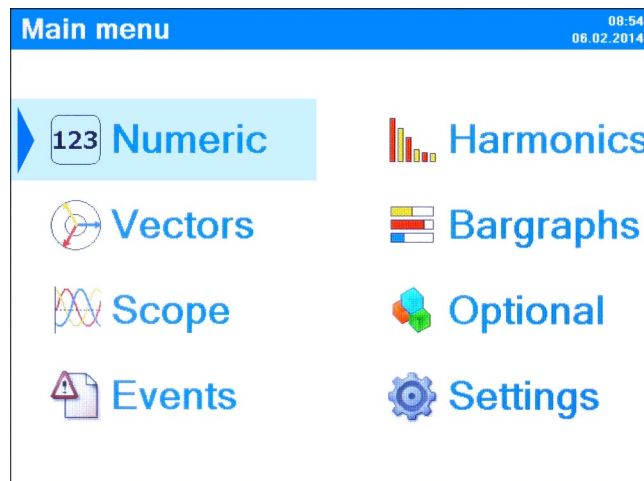 Main menu
08:54
06.02.2014
123 Numeric
Harmonics
Vectors
Bargraphs
Scope
Optional
Events
Settings